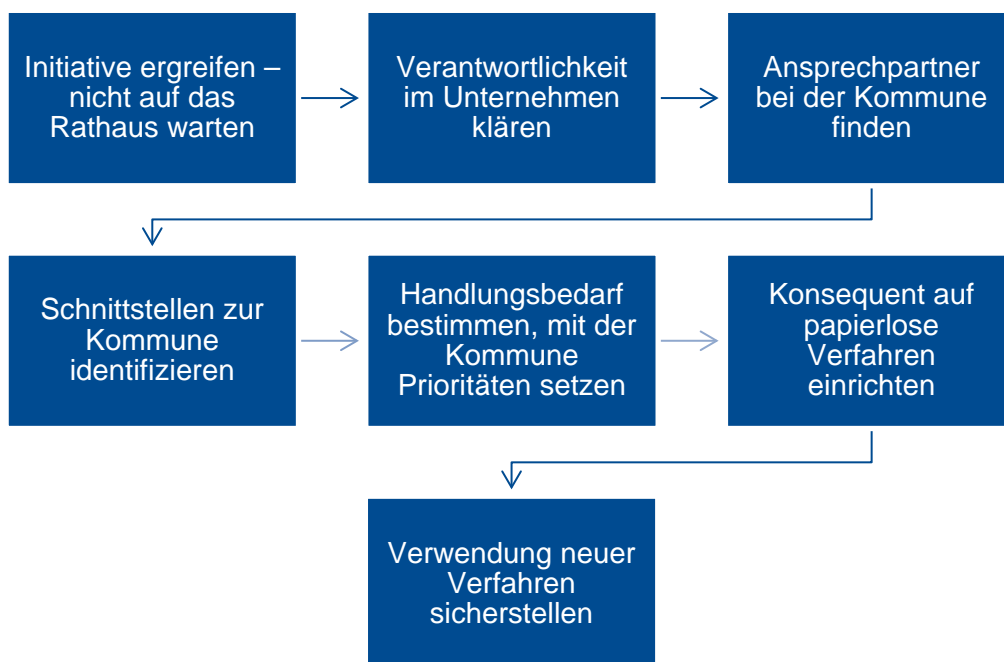 Initiative ergreifen –
nicht auf das
Rathaus warten
Verantwortlichkeit
im Unternehmen
klären
Ansprechpartner
bei der Kommune
finden
Schnittstellen zur
Kommune
identifizieren
Handlungsbedarf
bestimmen, mit der
Kommune
Prioritäten setzen
Konsequent auf
papierlose
Verfahren
einrichten
Verwendung neuer
Verfahren
sicherstellen